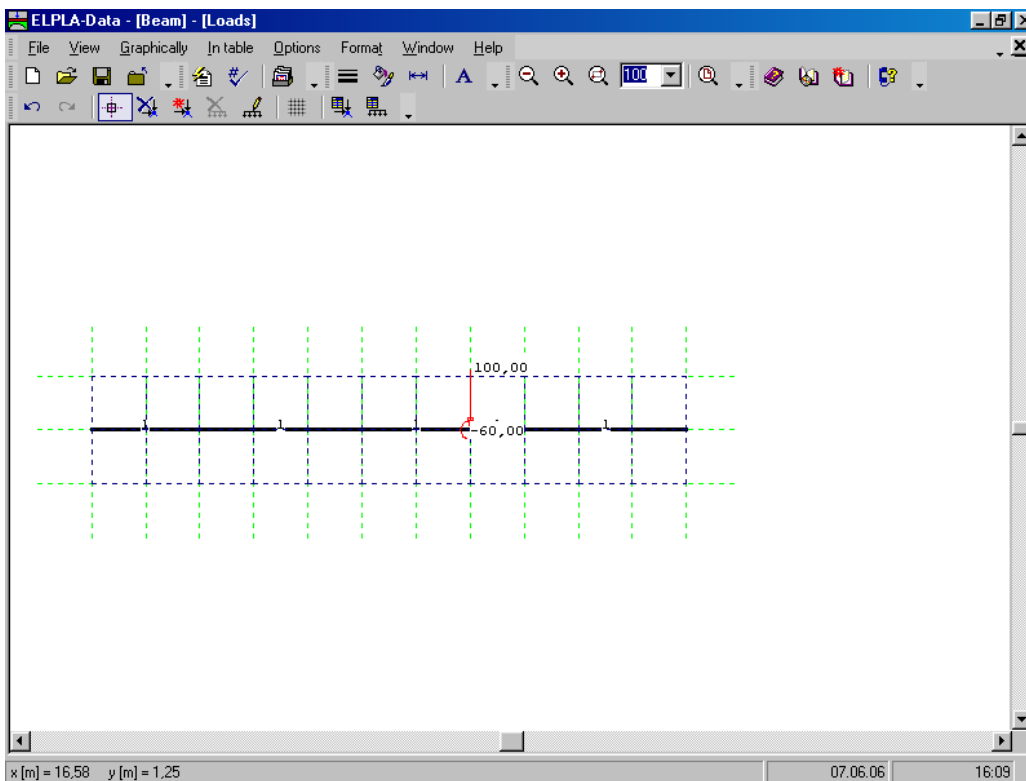 ELPLA-Data - [Beam] - [Loads]
File View Graphically In table Options Format Window Help
A 100
100,00
1 1 1 -60,00 1
x [m] = 16,58 y [m] = 1,25 07.06.06 16:09